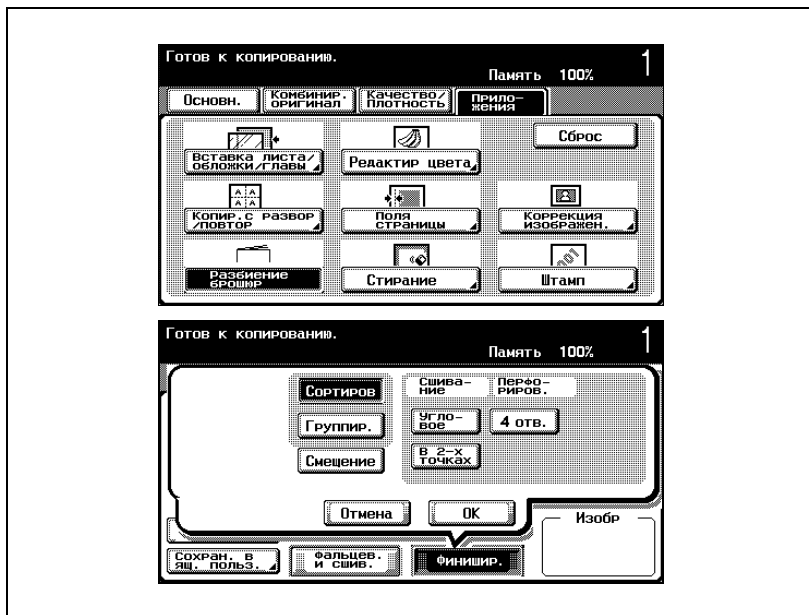 Готов к копированию.
Память 100% 1
Основн. Комбинир. оригинал Качество/ плотность Прило-
жения
Сброс
Вставка листа/
обложки/главы
Редактир цвета
Копир.с развор
/повтор
Поля
страницы
Коррекция
изображен.
Разбиение
брошюр
Стирание
Штамп
Готов к копированию.
Память 100% 1
Сортиров
Сшива-
ние
Перфо-
риров.
Группир.
Угло-
вое
4 отв.
Смещение
В 2-х
точках
Отмена
OK
Изобр
Сохран. в
ящ. польз.
Фальцев.
и сшив.
Финишир.